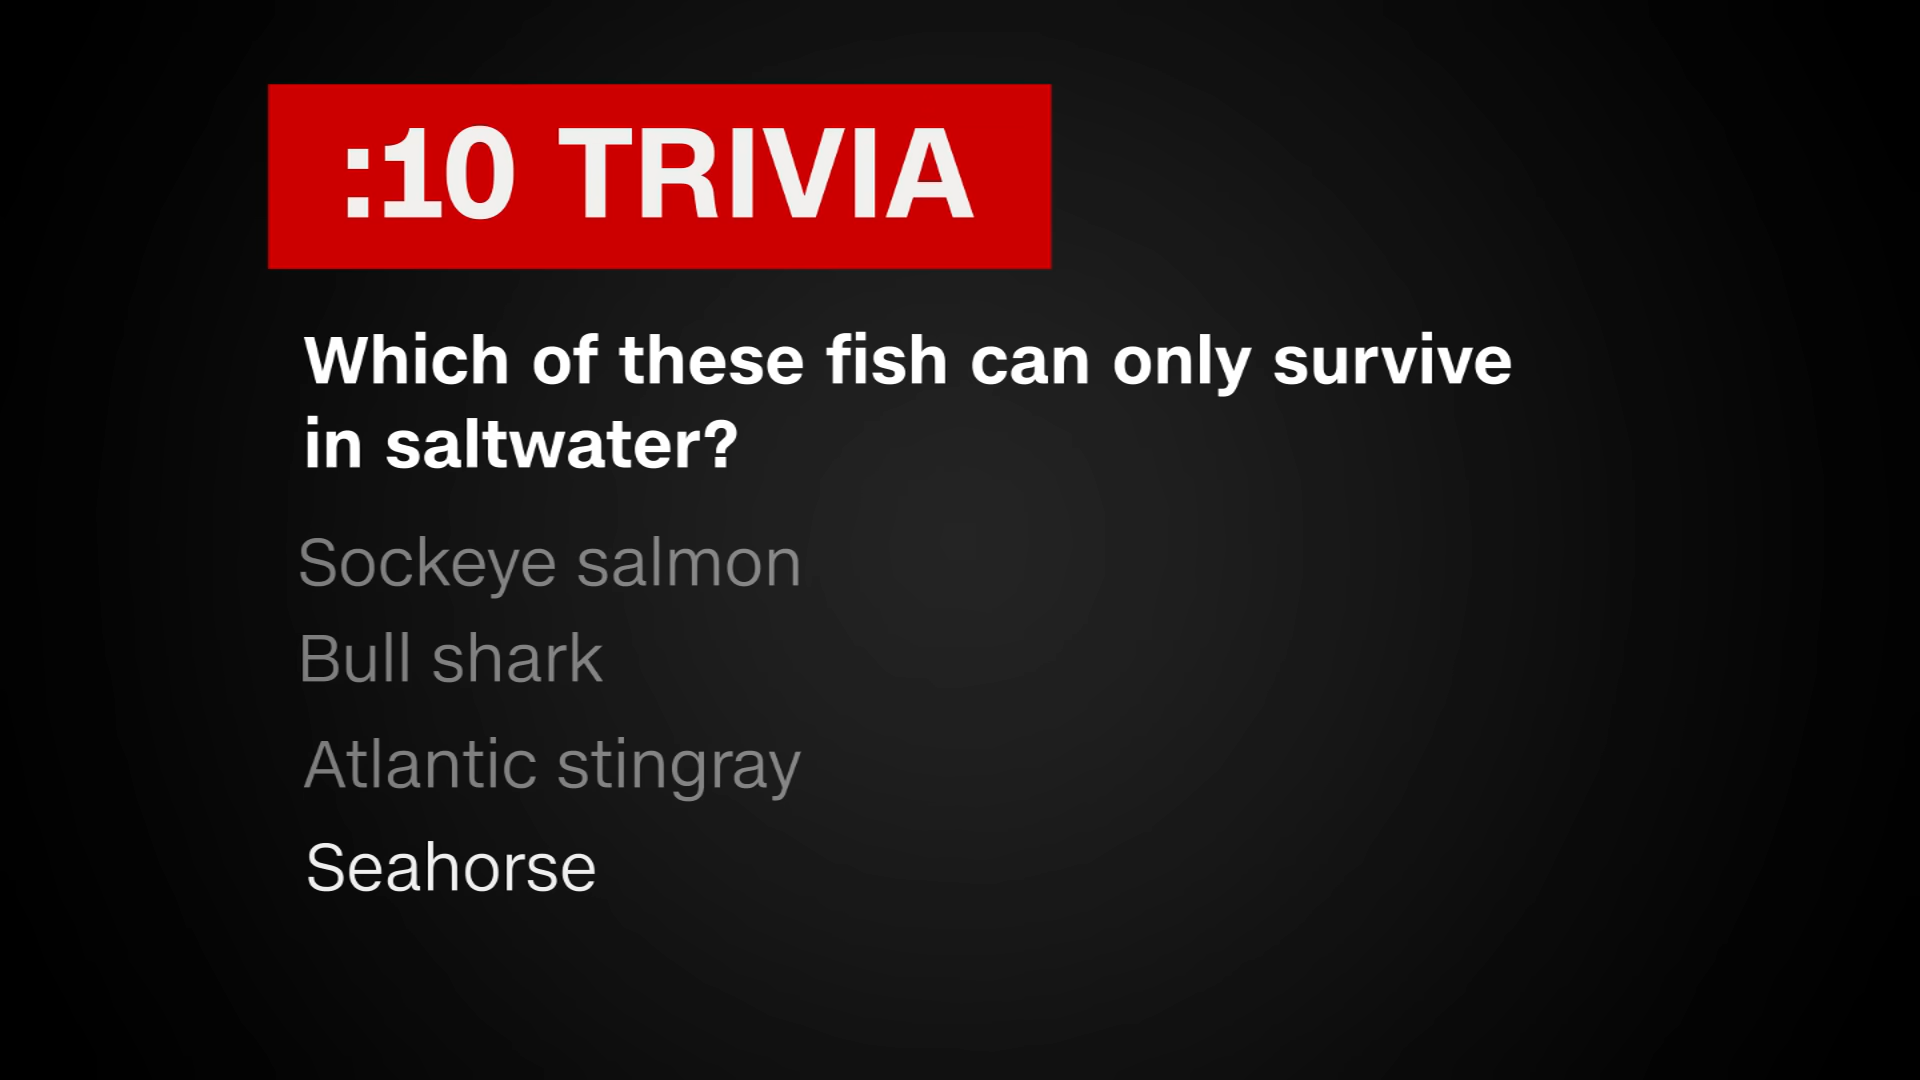 :10 TRIVIA
Which of these fish can only survive
in saltwater?
Sockeye salmon
Bull shark
Atlantic stingray
Seahorse